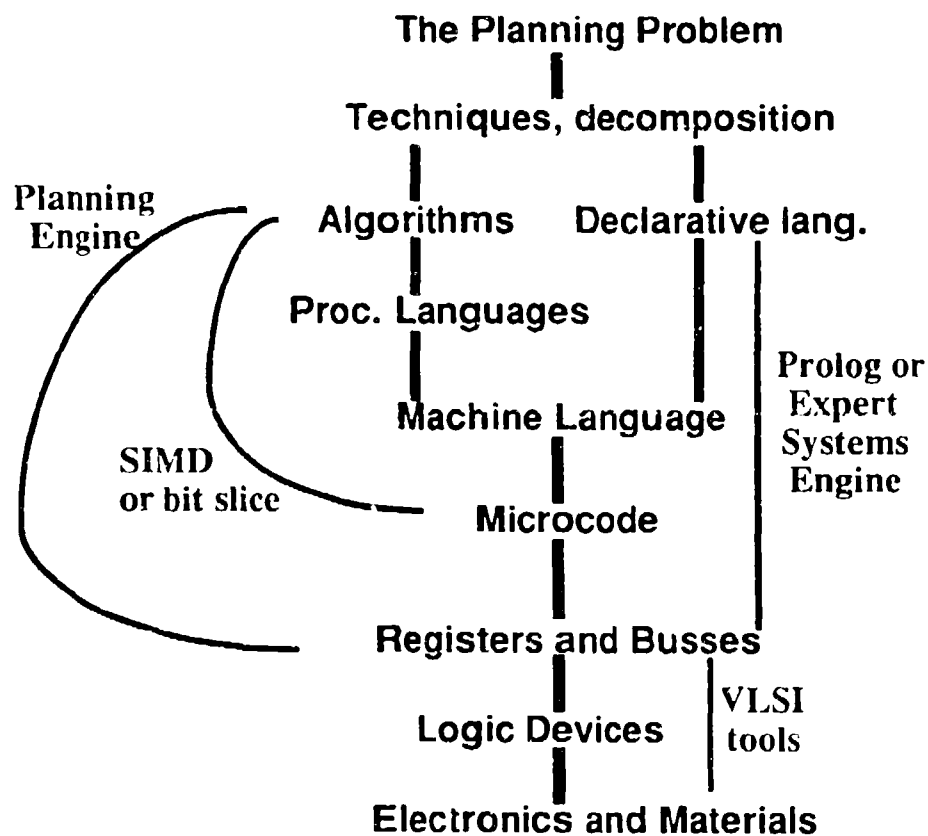 The Planning Problem
Techniques, decomposition
Planning
Engine
Algorithms
Declarative lang.
Proc. Languages
Prolog or
Expert
Systems
Engine
Machine Language
SIMD
or bit slice
Microcode
Registers and Busses
VLSI
tools
Logic Devices
Electronics and Materials